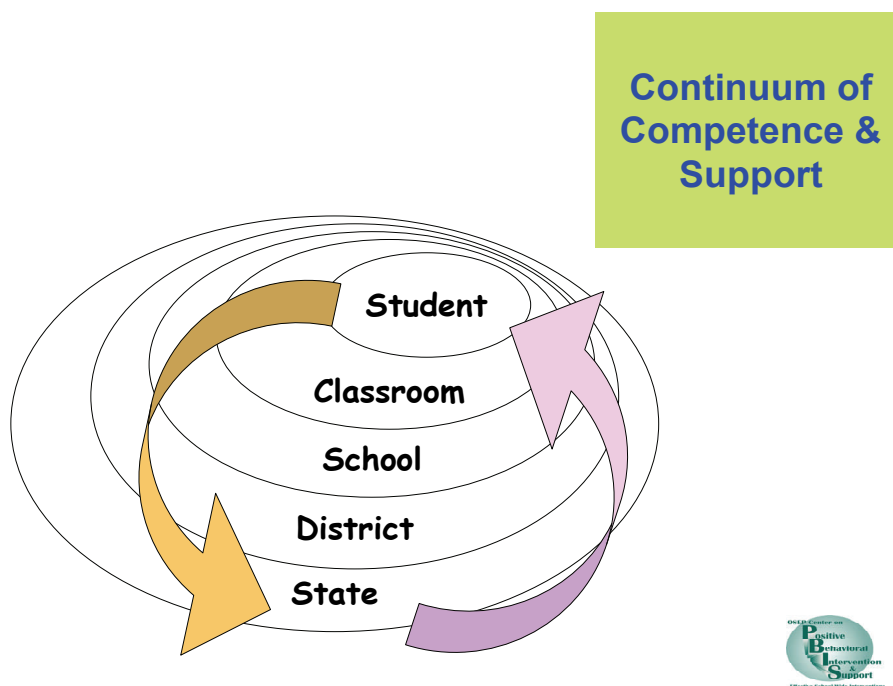 Continuum of
Competence &
Support
Student
Classroom
School
District
State
OSEP Center on
Positive
Behavioral
Intervention
&
Support